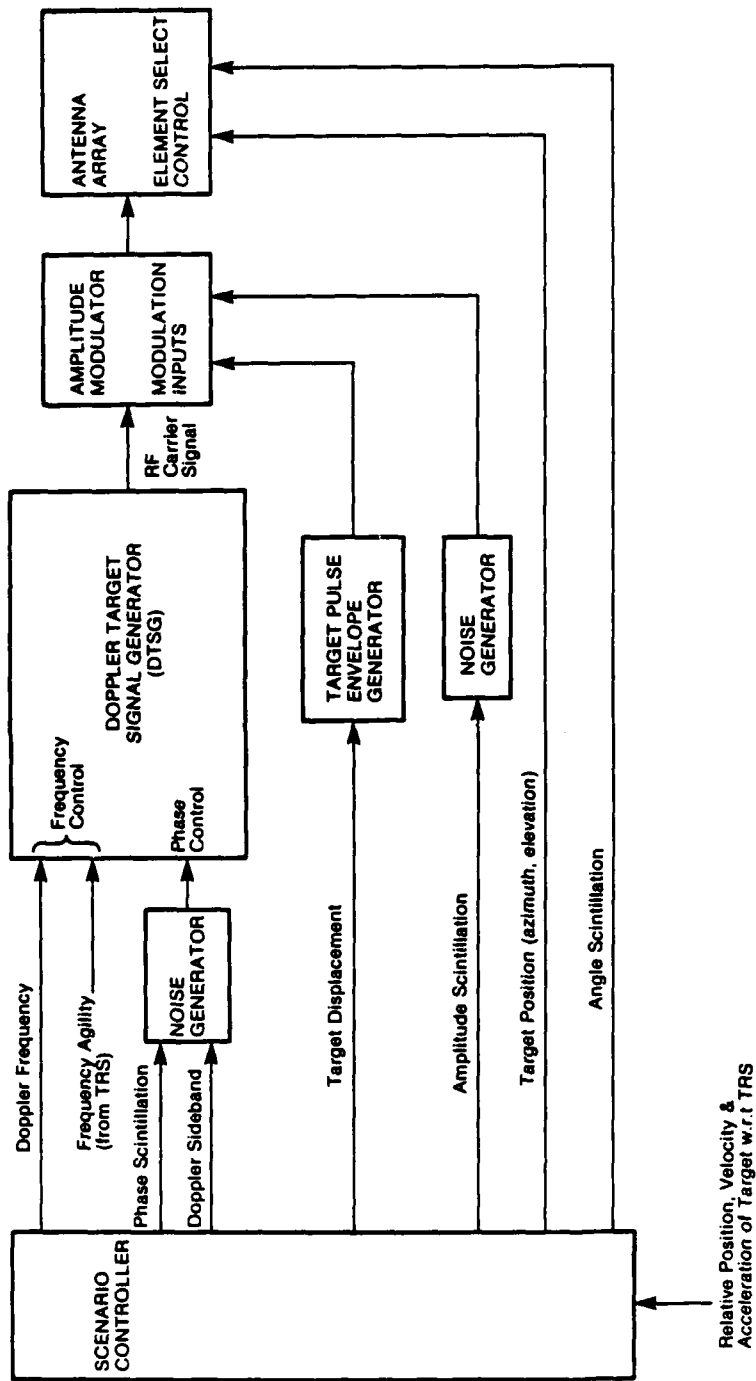 SCENARIO
CONTROLLER
Relative Position, Velocity &
Acceleration of Target w.r.t TRS
Doppler Frequency
Frequency Agility
(from TRS)
Phase Scintillation
Doppler Sideband
NOISE
GENERATOR
Frequency
Control
Phase
Control
DOPPLER TARGET
SIGNAL GENERATOR
(DTSG)
RF
Carrier
Signal
AMPLITUDE
MODULATOR
MODULATION
INPUTS
ANTENNA
ARRAY
ELEMENT SELECT
CONTROL
Target Displacement
TARGET PULSE
ENVELOPE
GENERATOR
Amplitude Scintillation
NOISE
GENERATOR
Target Position (azimuth, elevation)
Angle Scintillation